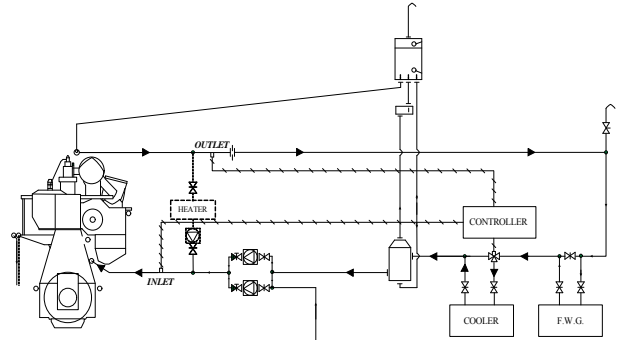 OUTLET
HEATER
CONTROLLER
INLET
COOLER
F.W.G.